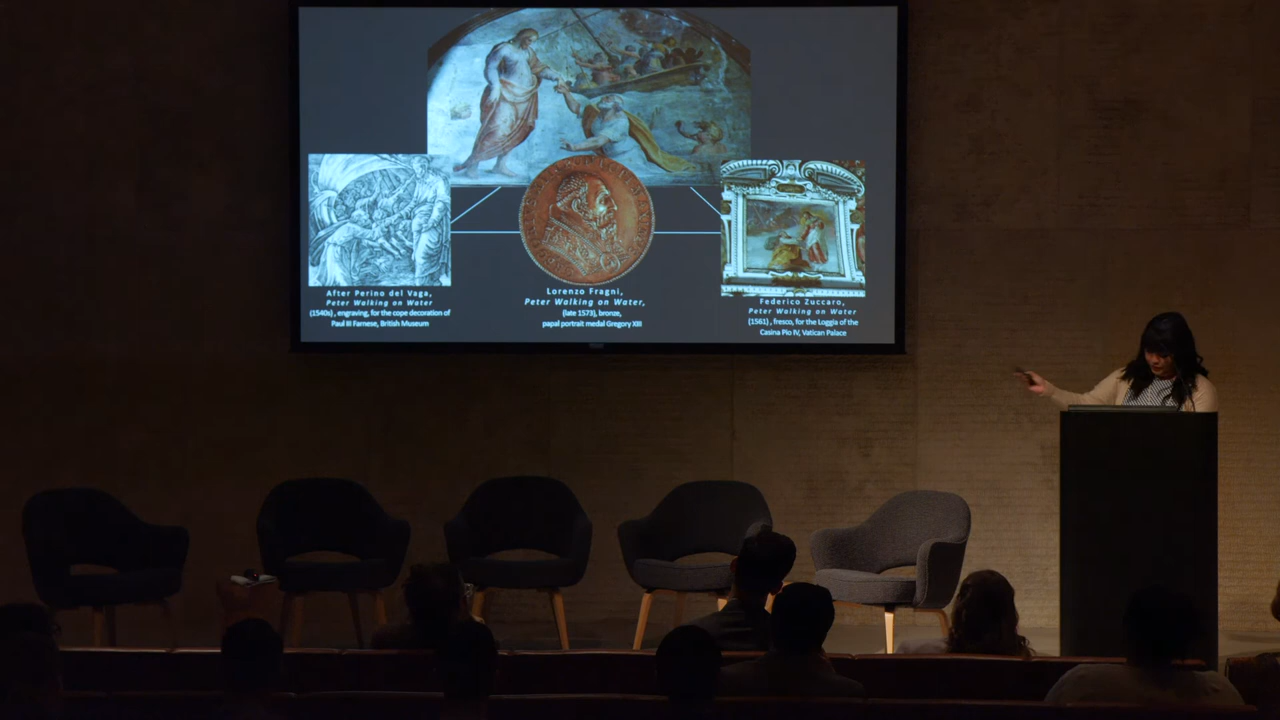 After Perino del Vaga,
Peter Walking on Water
(1540s) , engraving, for the cope decoration of
Paul III Farnese, British Museum
Lorenzo Fragni,
Peter Walking on Water,
(late 1573), bronze,
papal portrait medal Gregory XIII
Federico Zuccaro,
Peter Walking on Water
(1561) , fresco, for the Loggia of the
Casina Pio IV, Vatican Palace